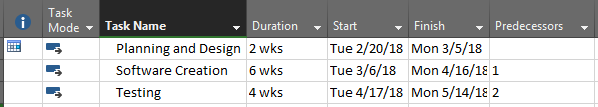 Task Mode Task Name Duration Start Finish Predecessors
Planning and Design 2 wks Tue 2/20/18 Mon 3/5/18
Software Creation 6 wks Tue 3/6/18 Mon 4/16/18 1
Testing 4 wks Tue 4/17/18 Mon 5/14/18 2